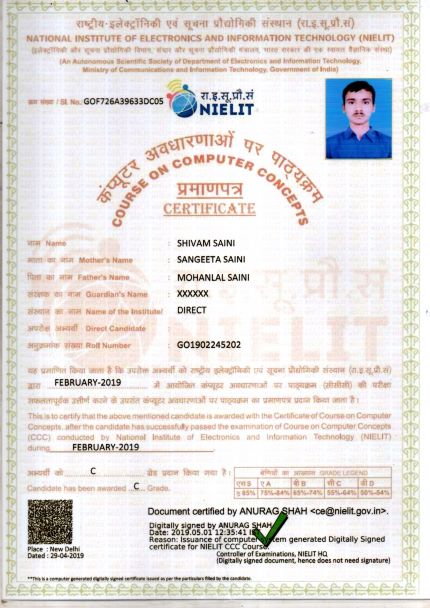 राष्ट्रीय-इलेक्ट्रॉनिकी एवं सूचना प्रौद्योगिकी संस्थान (रा.इ.सू.प्रौ.सं)
NATIONAL INSTITUTE OF ELECTRONICS AND INFORMATION TECHNOLOGY (NIELIT)
(इलेक्ट्रॉनिकी और सूचना प्रौद्योगिकी विभाग, संचार और सूचना प्रौद्योगिकी मंत्रालय, भारत सरकार की एक स्वायत्त वैज्ञानिक संस्था)
(An Autonomous Scientific Society of Department of Electronics and Information Technology,
Ministry of Communications and Information Technology, Government of India)
क्रम संख्या / Sl. No. GOF726A39633DC05
रा.इ.सू.प्रौ.सं
NIELIT
कंप्यूटर अवधारणाओं पर पाठ्यक्रम
COURSE ON COMPUTER CONCEPTS
प्रमाणपत्र
CERTIFICATE
नाम Name : SHIVAM SAINI
माता का नाम Mother's Name : SANGEETA SAINI
पिता का नाम Father's Name : MOHANLAL SAINI
संरक्षक का नाम Guardian's Name : XXXXXX
संस्थान का नाम Name of the Institute/ : DIRECT
अपरोक्ष अभ्यर्थी Direct Candidate :
अनुक्रमांक संख्या Roll Number : GO1902245202
यह प्रमाणित किया जाता है कि उपरोक्त अभ्यर्थी को राष्ट्रीय इलेक्ट्रॉनिकी एवं सूचना प्रौद्योगिकी संस्थान (रा.इ.सू.प्रौ.सं)
द्वारा FEBRUARY-2019 में आयोजित कंप्यूटर अवधारणाओं पर पाठ्यक्रम (सीसीसी) की परीक्षा
सफलतापूर्वक उत्तीर्ण करने के उपरांत कंप्यूटर अवधारणाओं पर पाठ्यक्रम का प्रमाणपत्र प्रदान किया जाता है।
This is to certify that the above mentioned candidate is awarded with the Certificate of Course on Computer
Concepts, after the candidate has successfully passed the examination of Course on Computer Concepts
(CCC) conducted by National Institute of Electronics and Information Technology (NIELIT)
during FEBRUARY-2019
अभ्यर्थी को C ग्रेड प्रदान किया गया है।
Candidate has been awarded C Grade.
श्रेणियों का आख्यान GRADE LEGEND
एस S ए A बी B सी C डी D
≥ 85% 75%-84% 65%-74% 55%-64% 50%-54%
Document certified by ANURAG SHAH <ce@nielit.gov.in>.
Digitally signed by ANURAG SHAH
Date: 2019.05.01 12:35:41
Reason: Issuance of computer system generated Digitally Signed
certificate for NIELIT CCC Course.
Controller of Examinations, NIELIT HQ
(Digitally signed document, hence does not need signature)
Place : New Delhi
Dated : 29-04-2019
**This is a computer generated digitally signed certificate issued as per the particulars filled by the candidate.